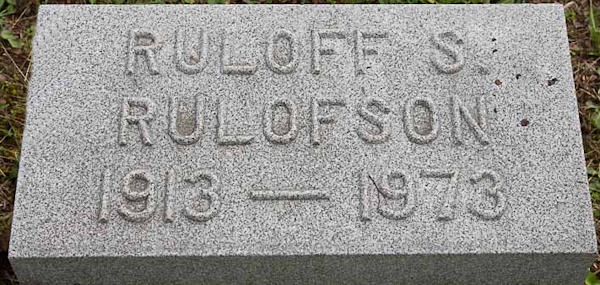 RULOFF S.
RULOFSON
1913 — 1973